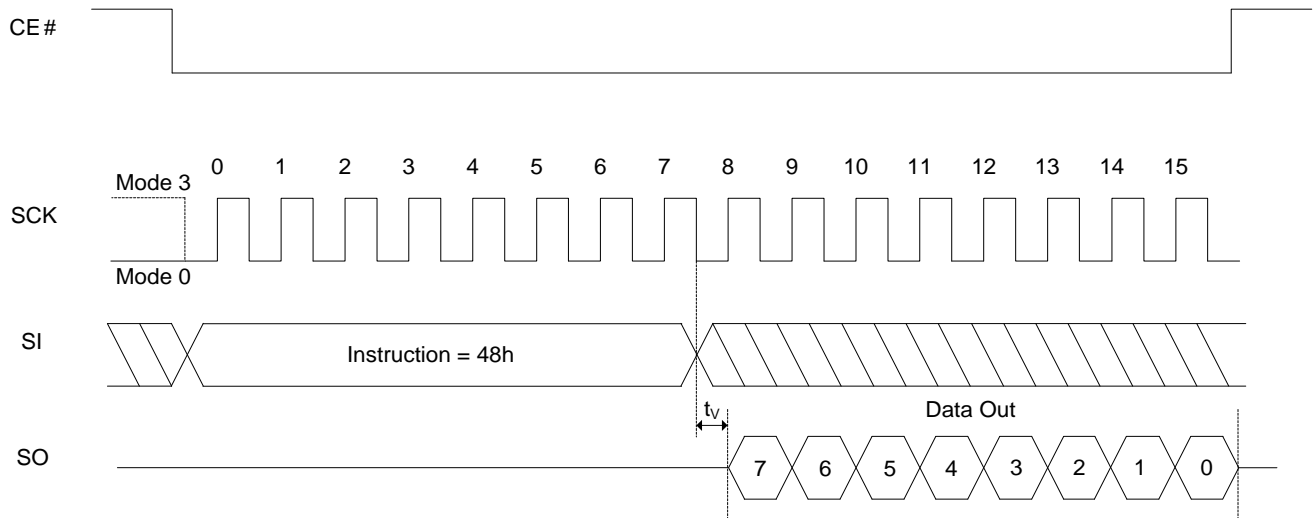 CE#
0 1 2 3 4 5 6 7 8 9 10 11 12 13 14 15
Mode 3
SCK
Mode 0
SI
Instruction = 48h
tV
Data Out
SO
7 6 5 4 3 2 1 0